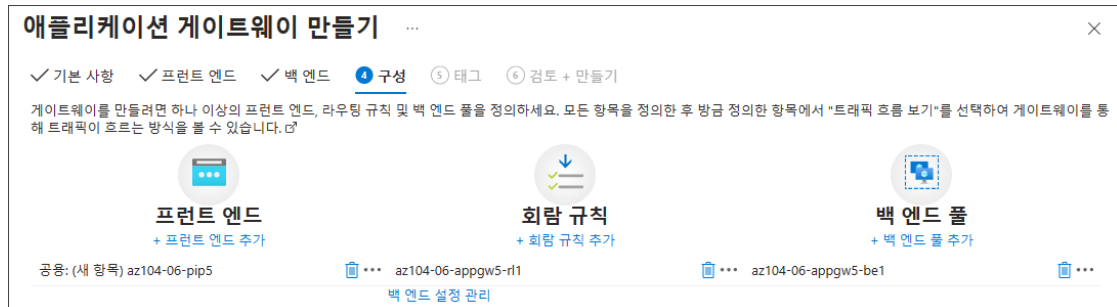 애플리케이션 게이트웨이 만들기 ...
기본 사항 프런트 엔드 백 엔드 4 구성 5 태그 6 검토 + 만들기
게이트웨이를 만들려면 하나 이상의 프런트 엔드, 라우팅 규칙 및 백 엔드 풀을 정의하세요. 모든 항목을 정의한 후 방금 정의한 항목에서 "트래픽 흐름 보기"를 선택하여 게이트웨이를 통
해 트래픽이 흐르는 방식을 볼 수 있습니다.
프런트 엔드 회람 규칙 백 엔드 풀
+ 프런트 엔드 추가 + 회람 규칙 추가 + 백 엔드 풀 추가
공용: (새 항목) az104-06-pip5 ... az104-06-appgw5-rl1 ... az104-06-appgw5-be1 ...
백 엔드 설정 관리